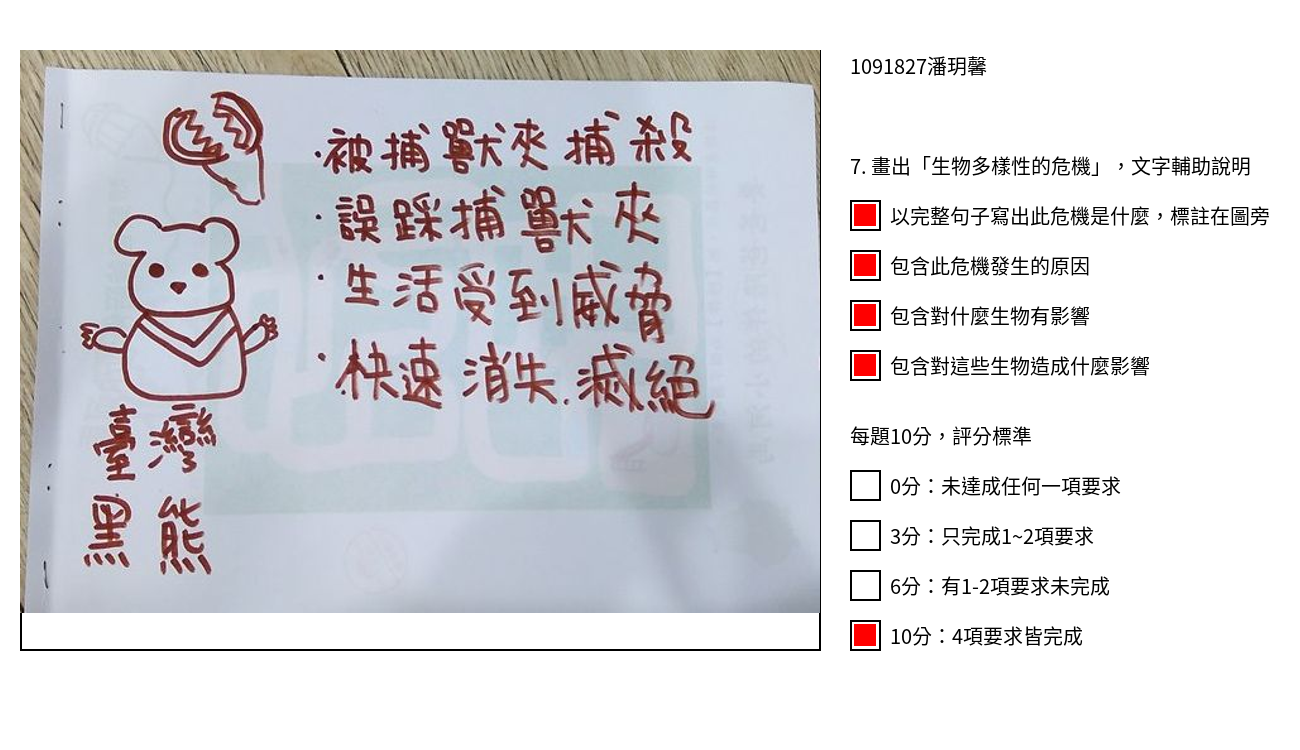 1091827潘玥馨
·被捕獸夾捕殺
·誤踩捕獸夾
·生活受到威脅
·快速消失.滅絕
臺灣
黑熊
7. 畫出「生物多樣性的危機」，文字輔助說明
以完整句子寫出此危機是什麼，標註在圖旁
包含此危機發生的原因
包含對什麼生物有影響
包含對這些生物造成什麼影響
每題10分，評分標準
0分：未達成任何一項要求
3分：只完成1~2項要求
6分：有1-2項要求未完成
10分：4項要求皆完成